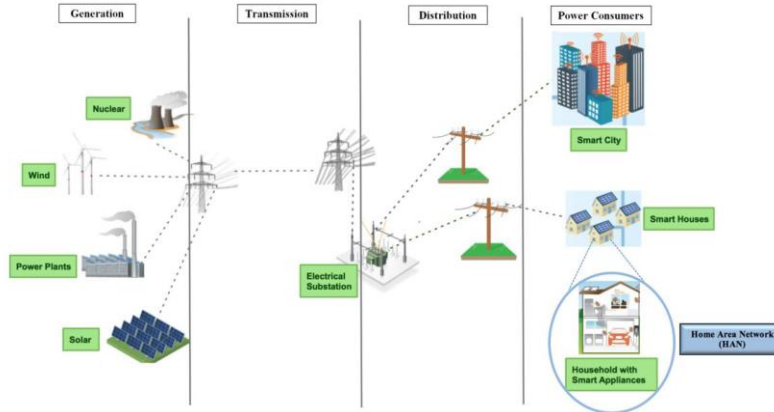 Generation
Transmission
Distribution
Power Consumers
Nuclear
Wind
Power Plants
Solar
Electrical
Substation
Smart City
Smart Houses
Household with
Smart Appliances
Home Area Network
(HAN)